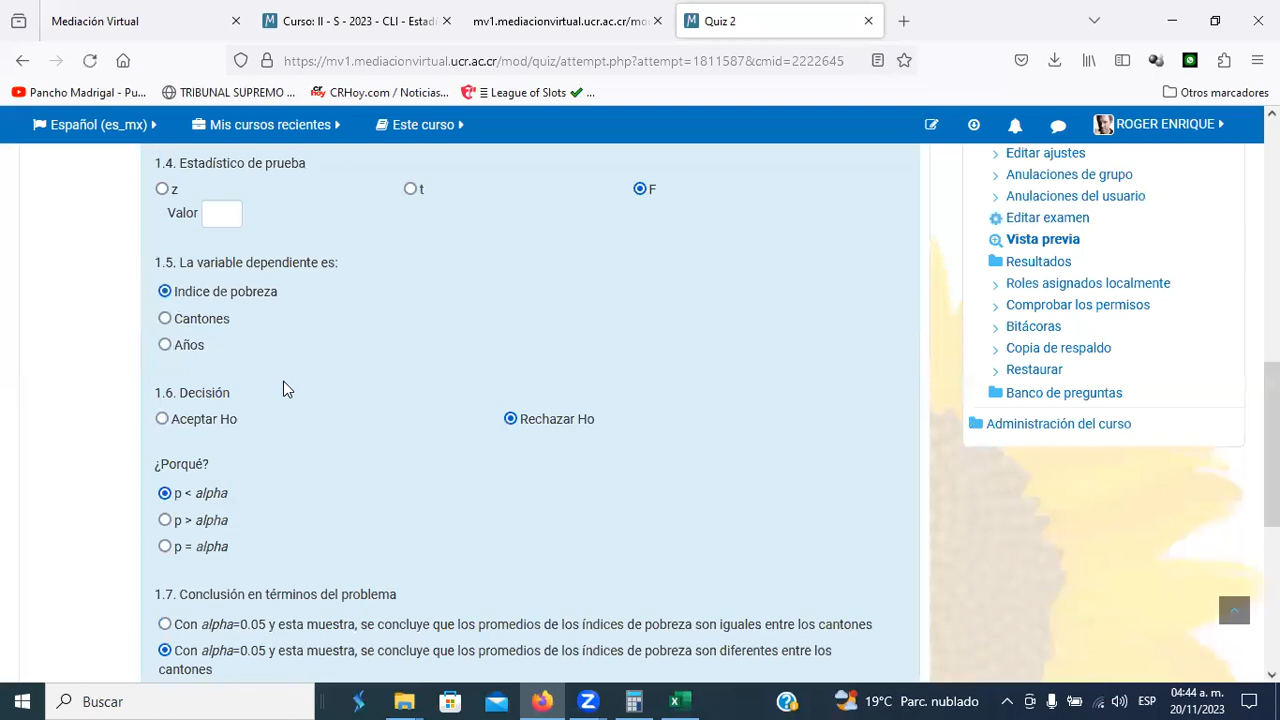 Mediación Virtual
Curso: II - S - 2023 - CLI - Estadí
mv1.mediacionvirtual.ucr.ac.cr/mo
Quiz 2
https://mv1.mediacionvirtual.ucr.ac.cr/mod/quiz/attempt.php?attempt=1811587&cmid=2222645
Pancho Madrigal - Pu...
TRIBUNAL SUPREMO ...
CRHoy.com / Noticias...
☰ League of Slots ✔ ...
Otros marcadores
Español (es_mx)
Mis cursos recientes
Este curso
ROGER ENRIQUE
1.4. Estadístico de prueba
z
t
F
Valor
1.5. La variable dependiente es:
Indice de pobreza
Cantones
Años
1.6. Decisión
Aceptar Ho
Rechazar Ho
¿Porqué?
p < alpha
p > alpha
p = alpha
1.7. Conclusión en términos del problema
Con alpha=0.05 y esta muestra, se concluye que los promedios de los índices de pobreza son iguales entre los cantones
Con alpha=0.05 y esta muestra, se concluye que los promedios de los índices de pobreza son diferentes entre los
cantones
Editar ajustes
Anulaciones de grupo
Anulaciones del usuario
Editar examen
Vista previa
Resultados
Roles asignados localmente
Comprobar los permisos
Bitácoras
Copia de respaldo
Restaurar
Banco de preguntas
Administración del curso
Buscar
19°C Parc. nublado
ESP
04:44 a. m.
20/11/2023